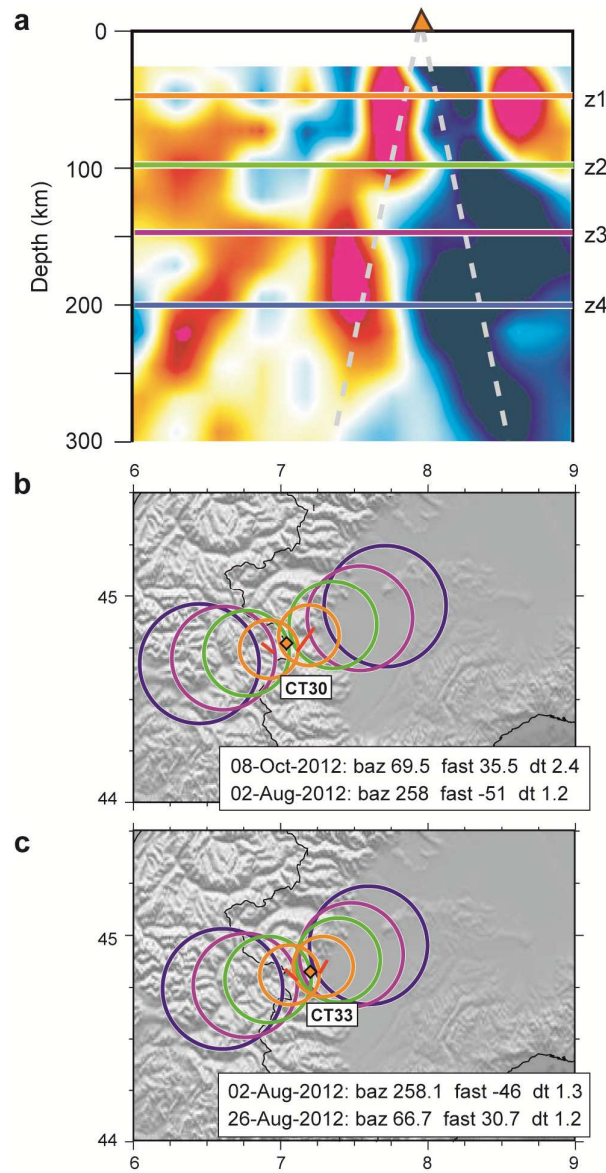 a
0
z1
100
z2
Depth (km)
z3
200
z4
300
6 7 8 9
b
45
CT30
08-Oct-2012: baz 69.5 fast 35.5 dt 2.4
02-Aug-2012: baz 258 fast -51 dt 1.2
44
6 7 8 9
c
45
CT33
02-Aug-2012: baz 258.1 fast -46 dt 1.3
26-Aug-2012: baz 66.7 fast 30.7 dt 1.2
44
6 7 8 9